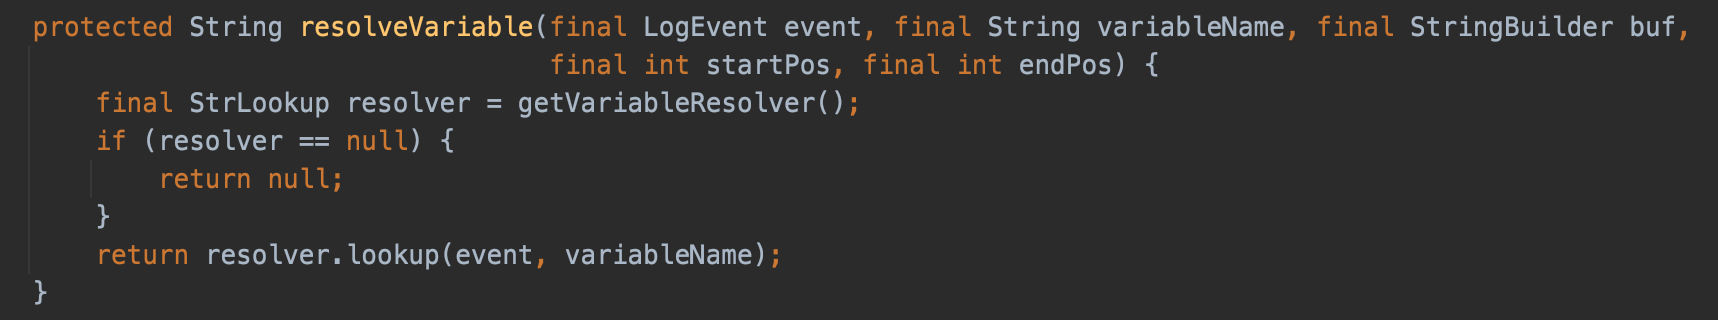 protected String resolveVariable(final LogEvent event, final String variableName, final StringBuilder buf,
final int startPos, final int endPos) {
final StrLookup resolver = getVariableResolver();
if (resolver == null) {
return null;
}
return resolver.lookup(event, variableName);
}